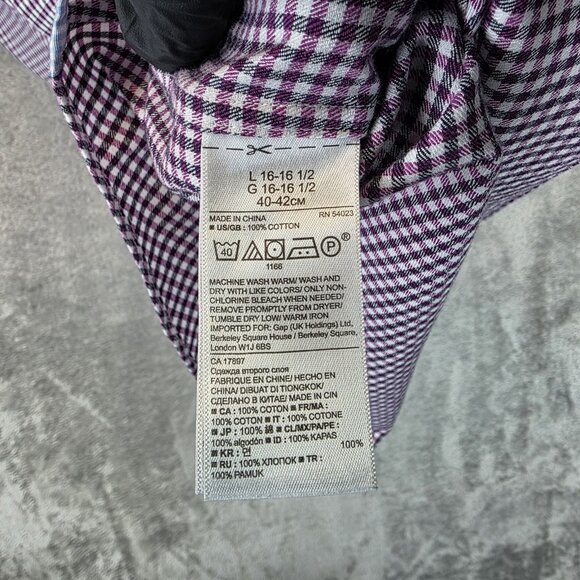 L 16-16 1/2
G 16-16 1/2
40-42CM
MADE IN CHINA RN 54023
■ US/GB : 100% COTTON
40 P ®
1166
MACHINE WASH WARM/ WASH AND
DRY WITH LIKE COLORS/ ONLY NON-
CHLORINE BLEACH WHEN NEEDED/
REMOVE PROMPTLY FROM DRYER/
TUMBLE DRY LOW/ WARM IRON
IMPORTED FOR: Gap (UK Holdings) Ltd.,
Berkeley Square House / Berkeley Square,
London W1J 6BS
CA 17897
Одежда второго слоя
FABRIQUE EN CHINE/ HECHO EN
CHINA/ DIBUAT DI TIONGKOK/
СДЕЛАНО В КИТАЕ/ MADE IN CIN
■ CA : 100% COTON ■ FR/MA :
100% COTON ■ IT : 100% COTONE
■ JP : 100% 綿 ■ CL/MX/PA/PE :
100% algodón ■ ID : 100% KAPAS
■ KR : 면 100%
■ RU : 100% ХЛОПОК ■ TR :
100% PAMUK